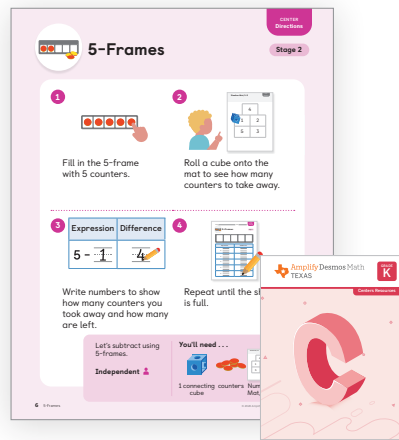 CENTER
Directions
5-Frames
Stage 2
1
2
Fill in the 5-frame
with 5 counters.
Roll a cube onto the
mat to see how many
counters to take away.
3
Expression Difference
5 - 1 4
4
Write numbers to show
how many counters you
took away and how many
are left.
Repeat until the
is full.
Let's subtract using
5-frames.
Independent
You'll need . . .
1 connecting
cube
counters
6 5-Frames
Amplify Desmos Math
TEXAS
GRADE
K
Centers Resources